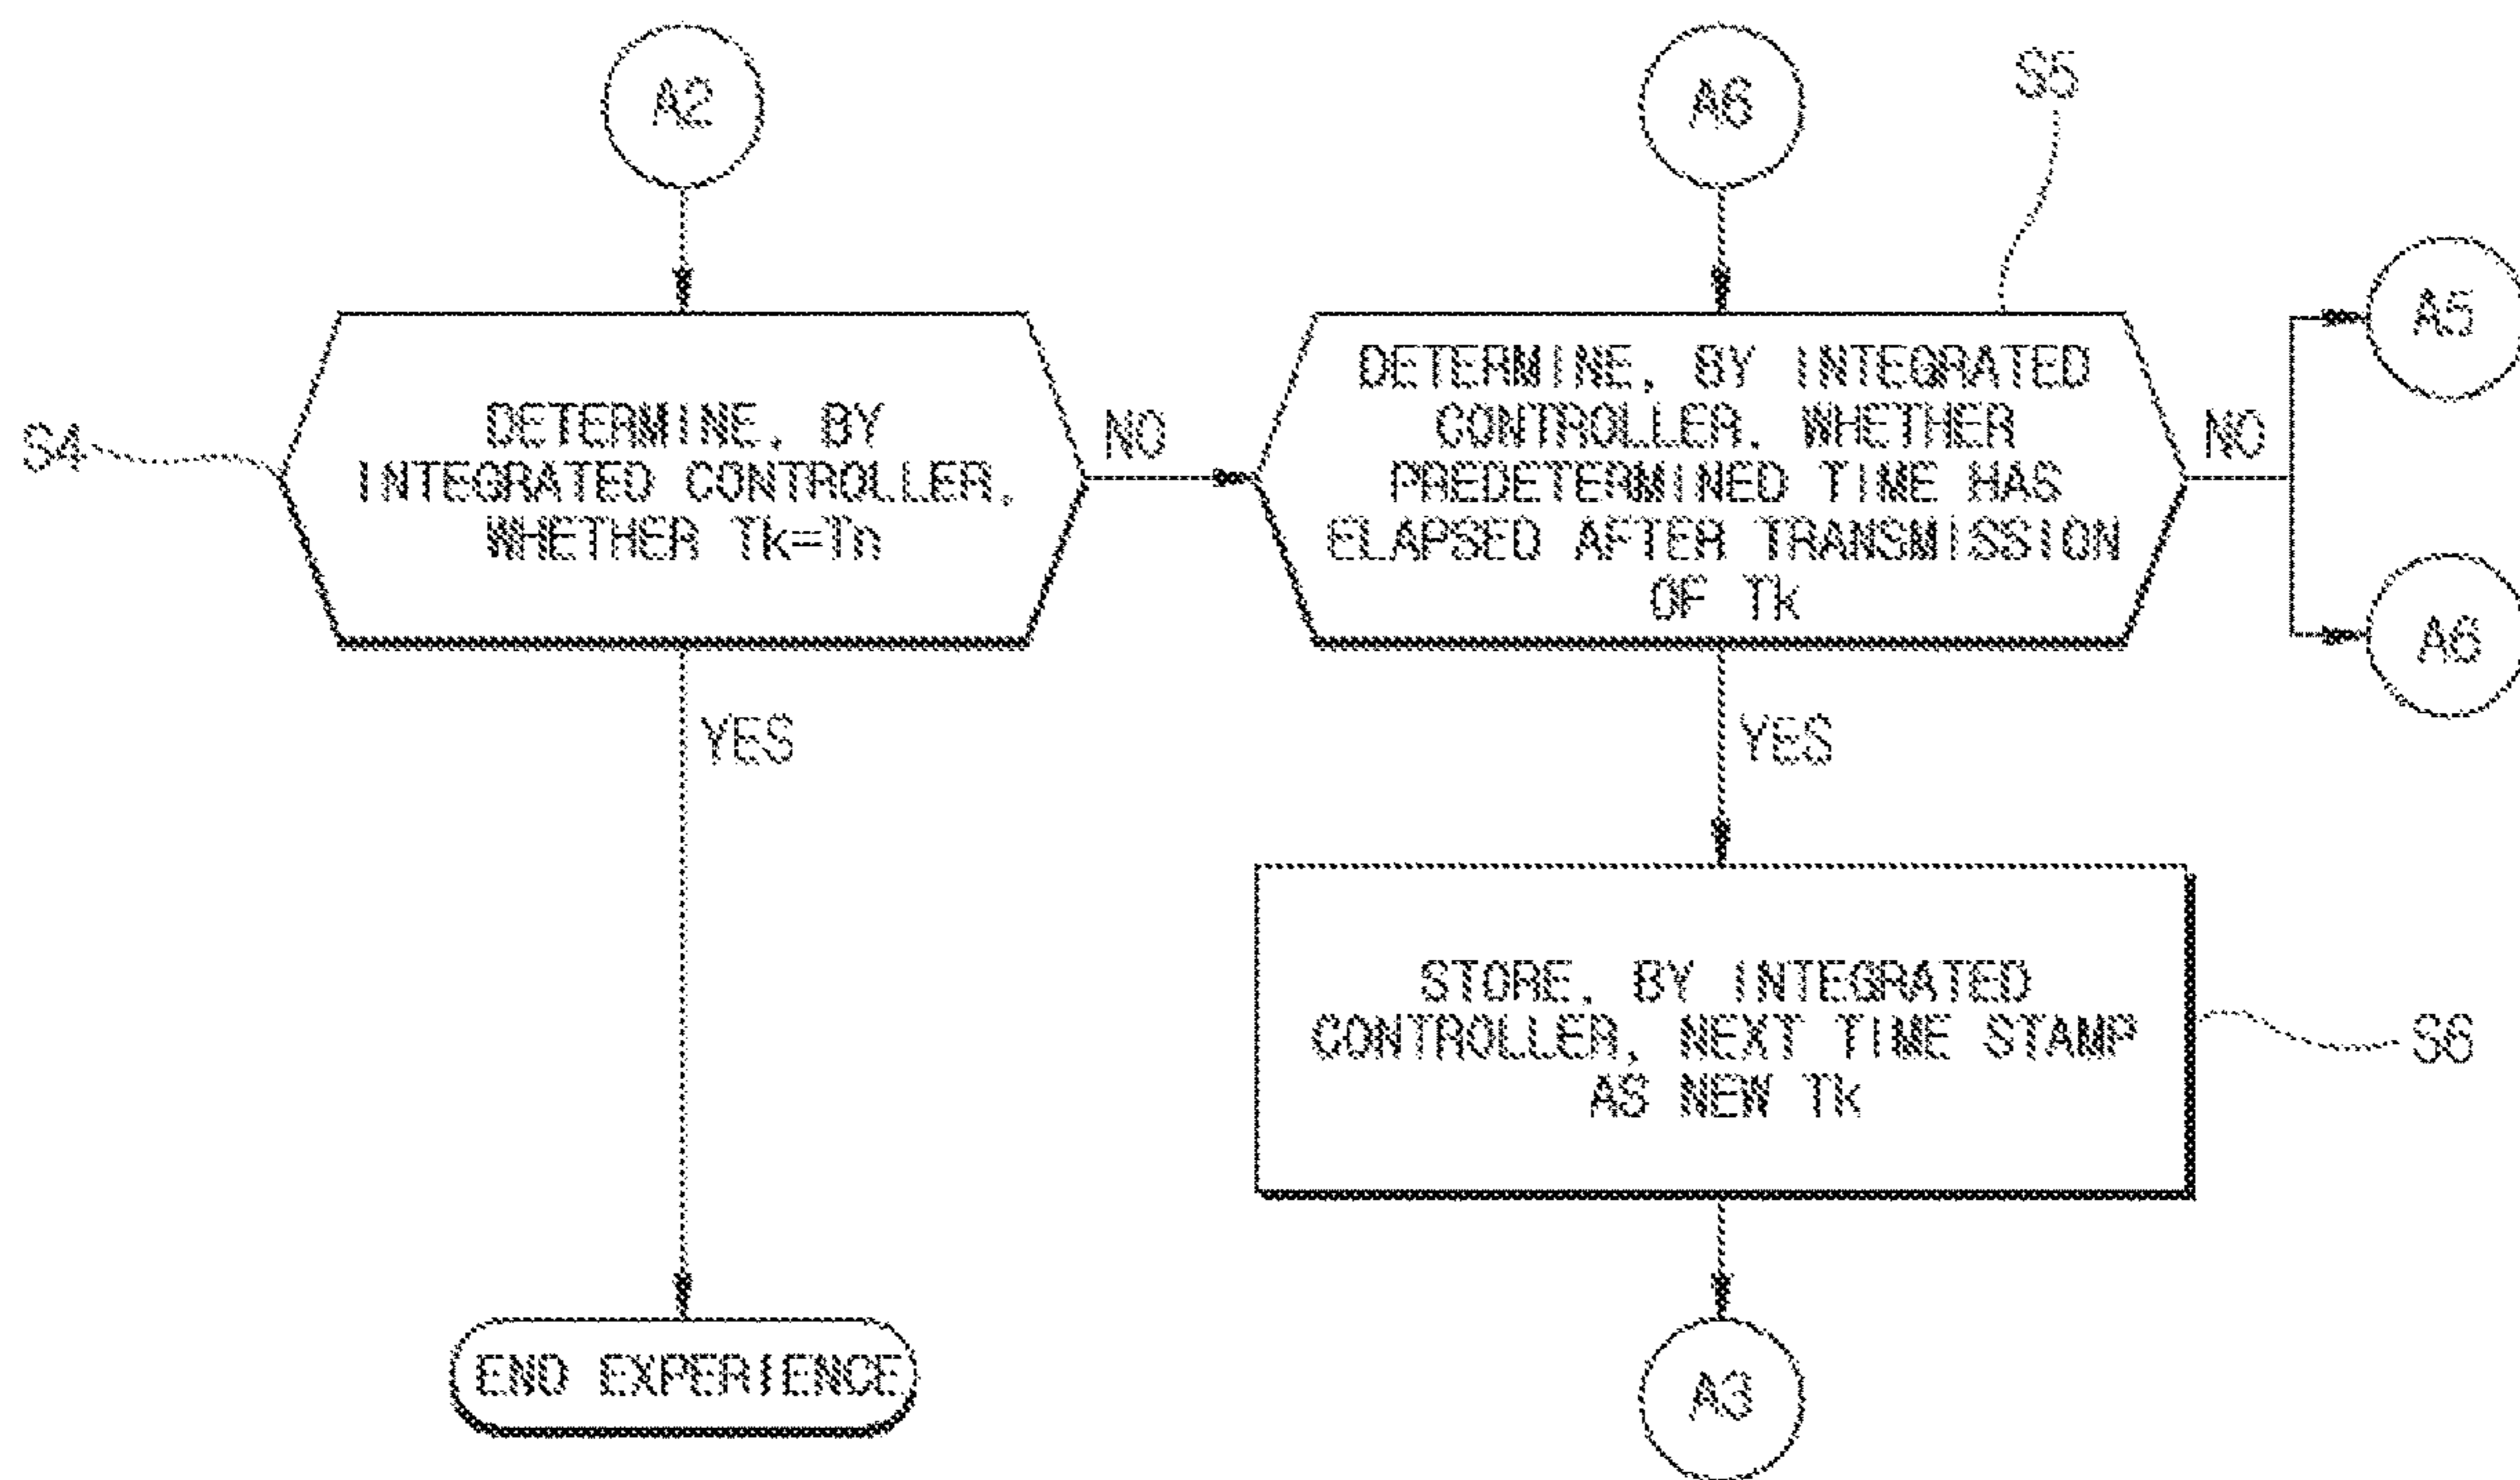 A2
A6
S5
S4
DETERMINE, BY
INTEGRATED CONTROLLER,
WHETHER Tk=Tn
NO
DETERMINE, BY INTEGRATED
CONTROLLER, WHETHER
PREDETERMINED TIME HAS
ELAPSED AFTER TRANSMISSION
OF Tk
NO
A5
A6
YES
YES
STORE, BY INTEGRATED
CONTROLLER, NEXT TIME STAMP
AS NEW Tk
S6
END EXPERIENCE
A3